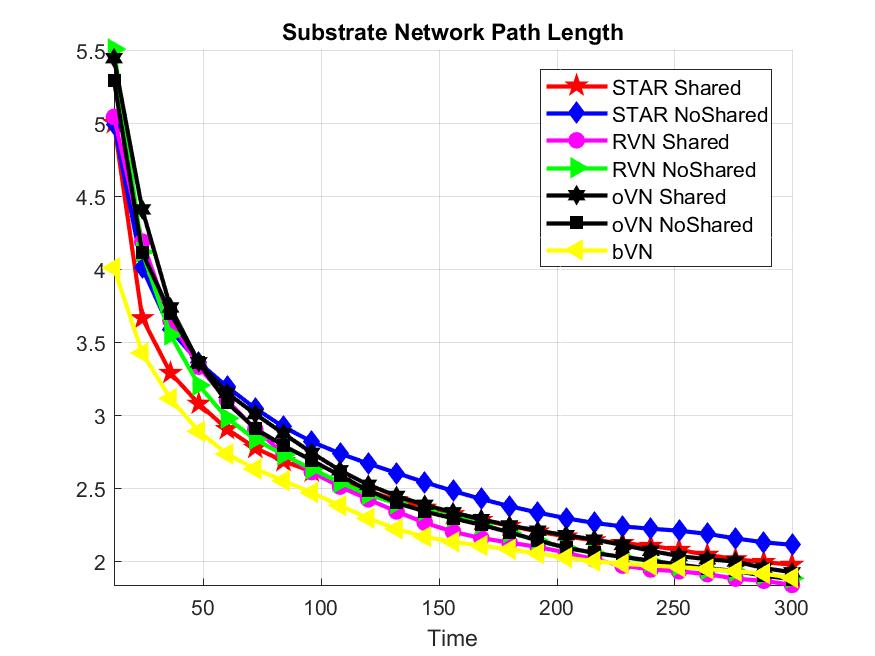 Substrate Network Path Length
5.5
5
4.5
4
3.5
3
2.5
2
STAR Shared
STAR NoShared
RVN Shared
RVN NoShared
oVN Shared
oVN NoShared
bVN
50 100 150 200 250 300
Time